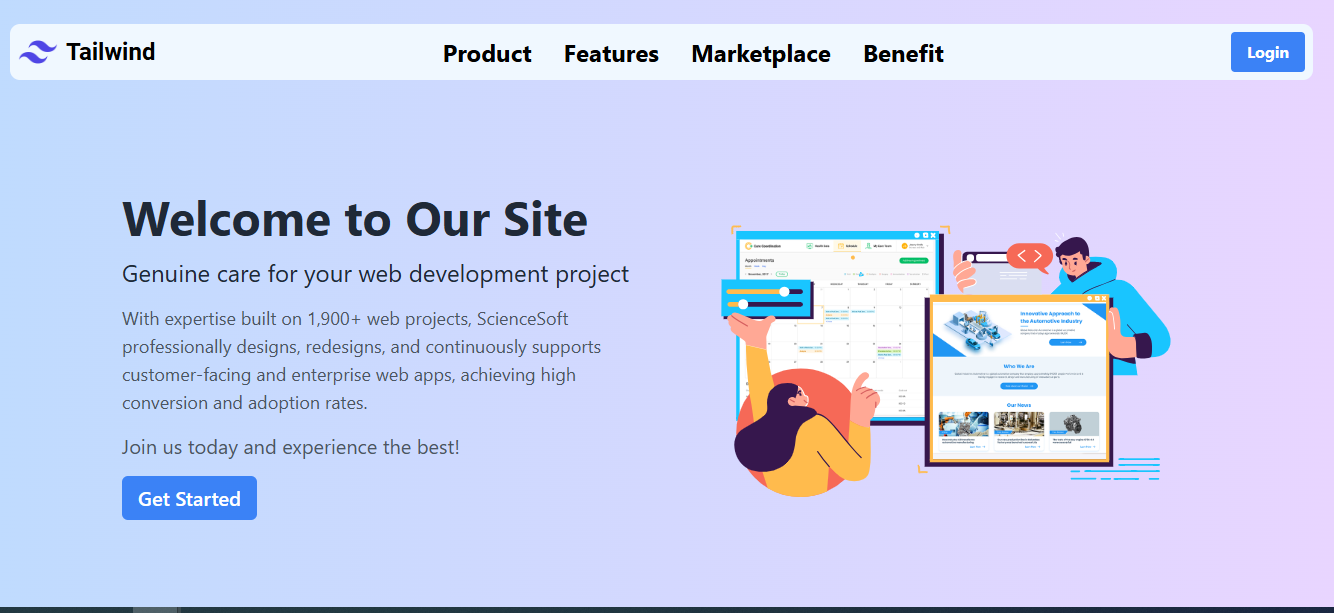 Tailwind
Product Features Marketplace Benefit
Login
Welcome to Our Site
Genuine care for your web development project
With expertise built on 1,900+ web projects, ScienceSoft
professionally designs, redesigns, and continuously supports
customer-facing and enterprise web apps, achieving high
conversion and adoption rates.
Join us today and experience the best!
Get Started
Appointments
< >
Innovative Approach to
the Automotive Industry
Who We Are
Our News